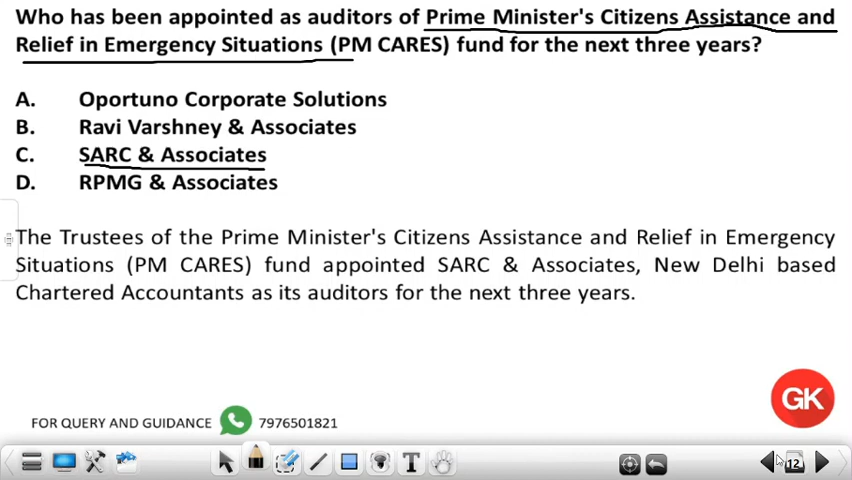 Who has been appointed as auditors of Prime Minister's Citizens Assistance and
Relief in Emergency Situations (PM CARES) fund for the next three years?
A. Oportuno Corporate Solutions
B. Ravi Varshney & Associates
C. SARC & Associates
D. RPMG & Associates
The Trustees of the Prime Minister's Citizens Assistance and Relief in Emergency
Situations (PM CARES) fund appointed SARC & Associates, New Delhi based
Chartered Accountants as its auditors for the next three years.
GK
FOR QUERY AND GUIDANCE 7976501821
T 12